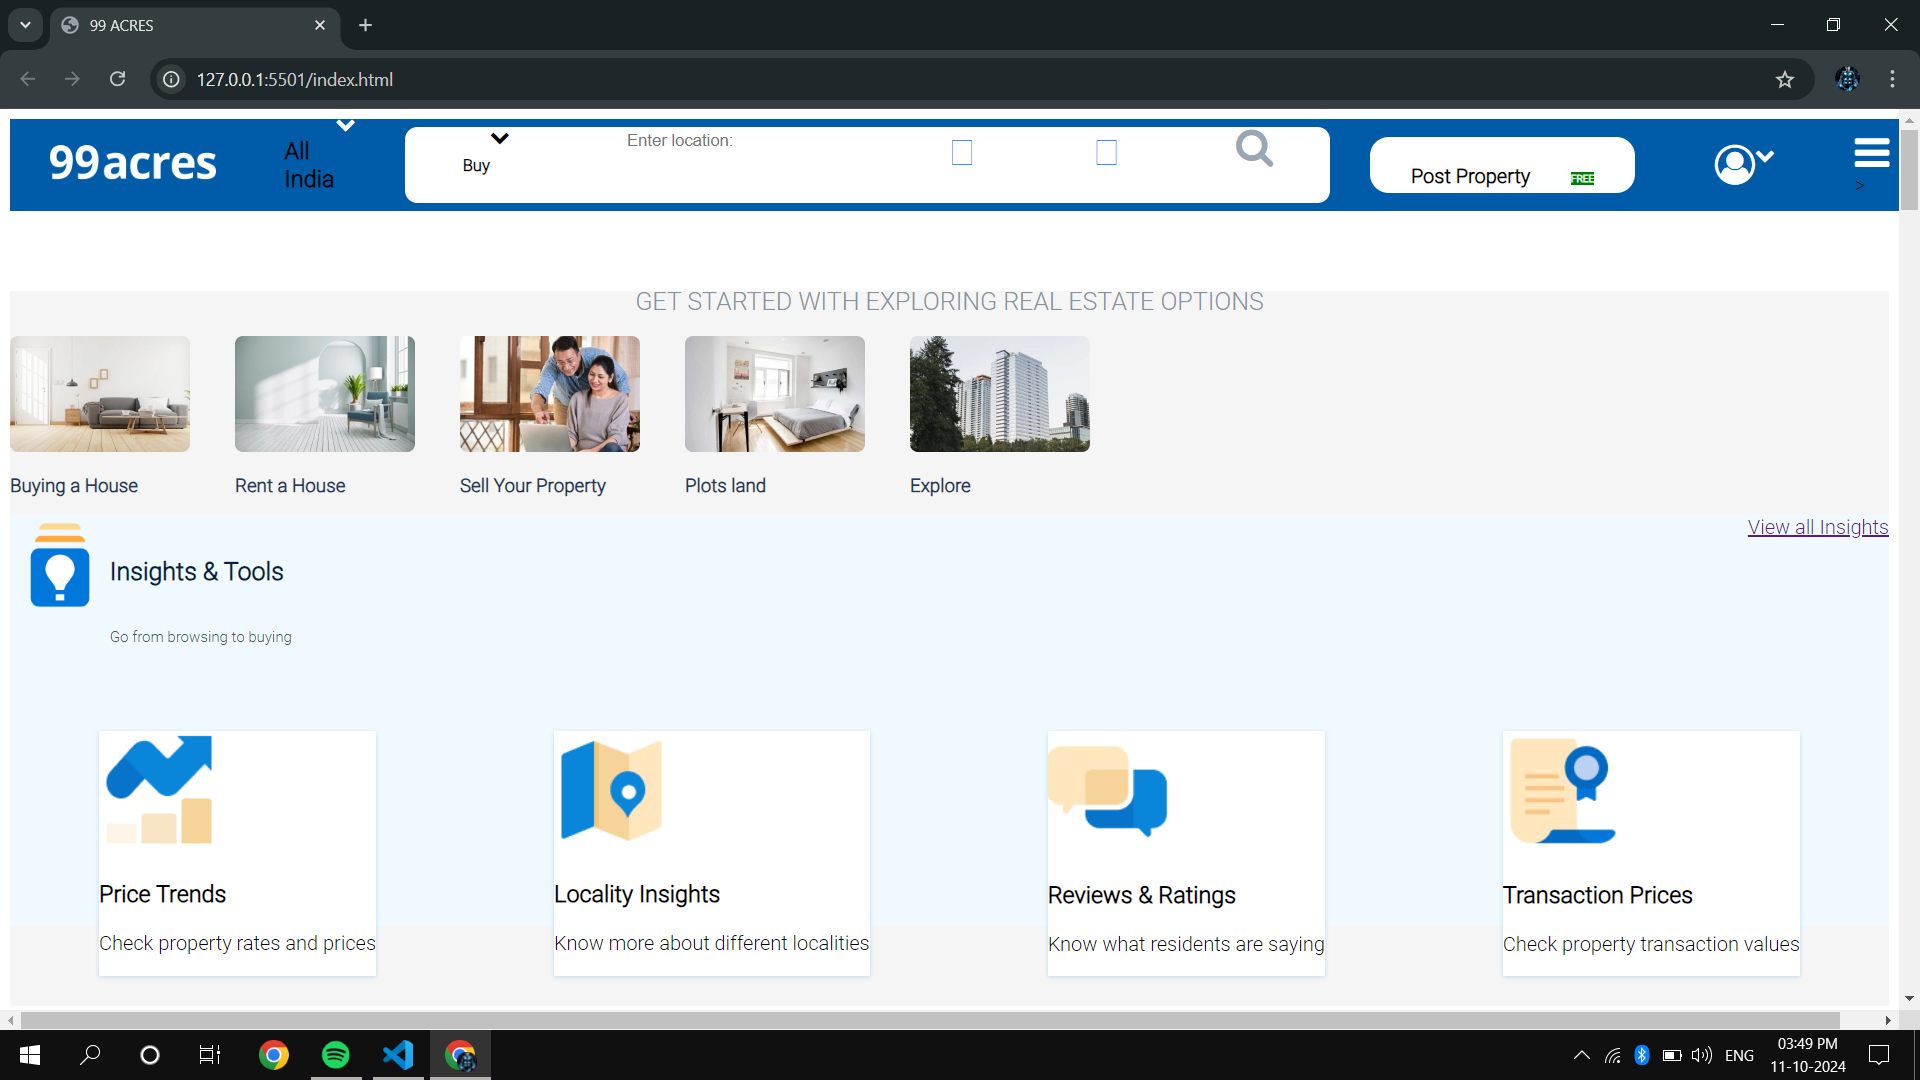 99 ACRES
127.0.0.1:5501/index.html
99acres
All
India
Buy
Enter location:
Post Property
FREE
>
GET STARTED WITH EXPLORING REAL ESTATE OPTIONS
Buying a House
Rent a House
Sell Your Property
Plots land
Explore
View all Insights
Insights & Tools
Go from browsing to buying
Price Trends
Check property rates and prices
Locality Insights
Know more about different localities
Reviews & Ratings
Know what residents are saying
Transaction Prices
Check property transaction values
ENG
03:49 PM
11-10-2024